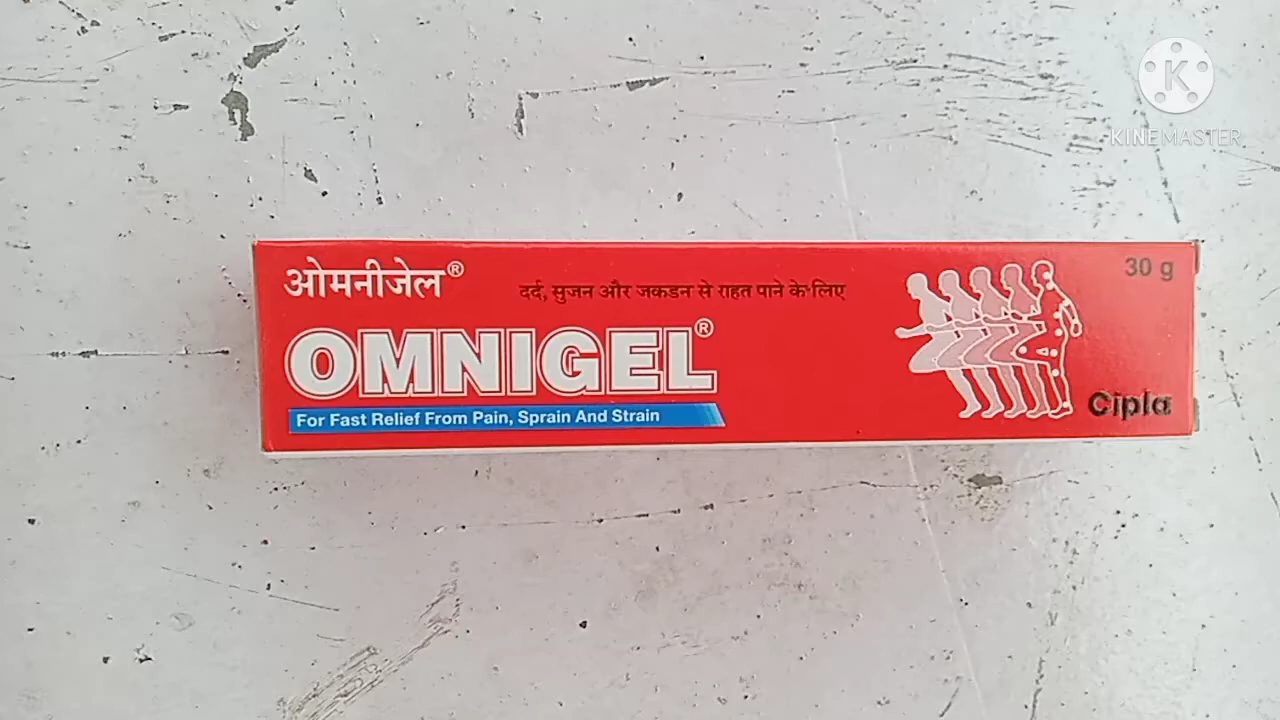 K
KINEMASTER
ओमनीजेल®
दर्द, सुजन और जकडन से राहत पाने के लिए
30 g
OMNIGEL®
For Fast Relief From Pain, Sprain And Strain
Cipla